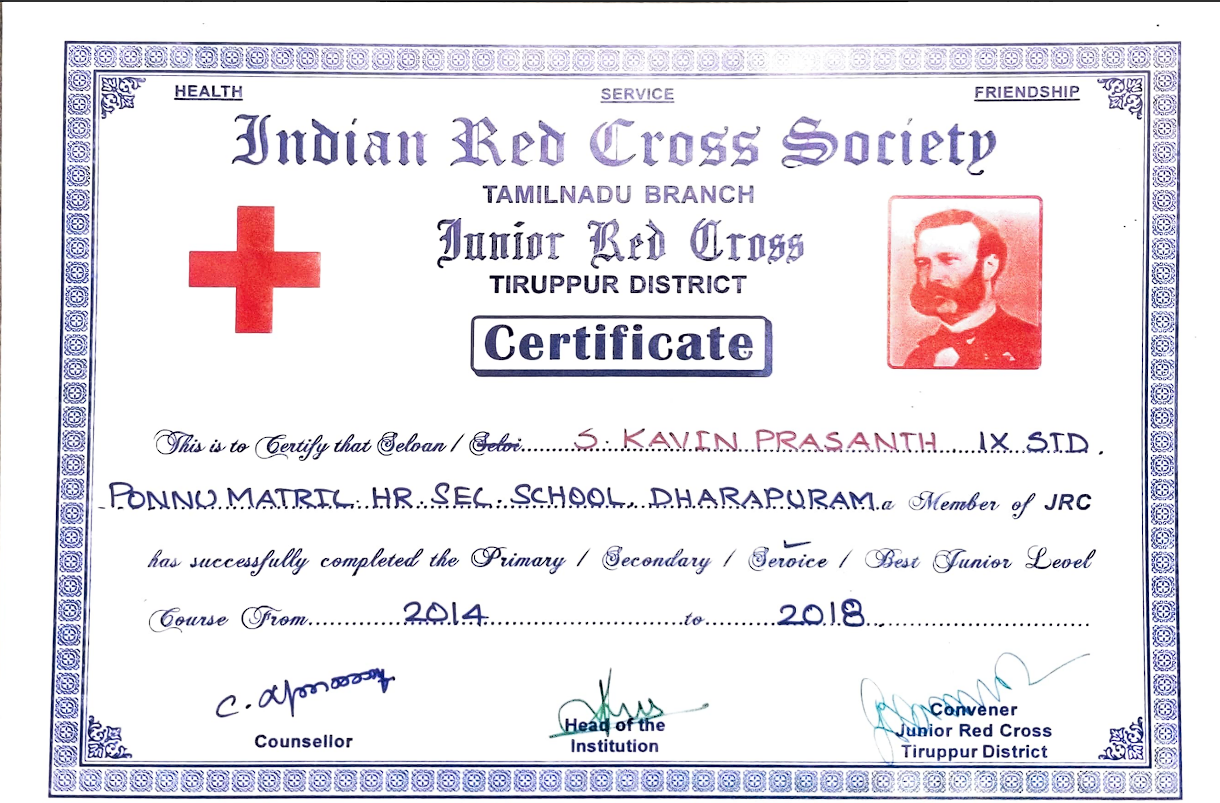 HEALTH SERVICE FRIENDSHIP
Indian Red Cross Society
TAMILNADU BRANCH
Junior Red Cross
TIRUPPUR DISTRICT
Certificate
This is to Certify that Selvan / Selvi S. KAVIN PRASANTH IX STD.
PONNU MATRIC. HR. SEC. SCHOOL, DHARAPURAM a Member of JRC
has successfully completed the Primary / Secondary / Service / Best Junior Level
Course From 2014 to 2018
Counsellor
Head of the
Institution
Convener
Junior Red Cross
Tiruppur District